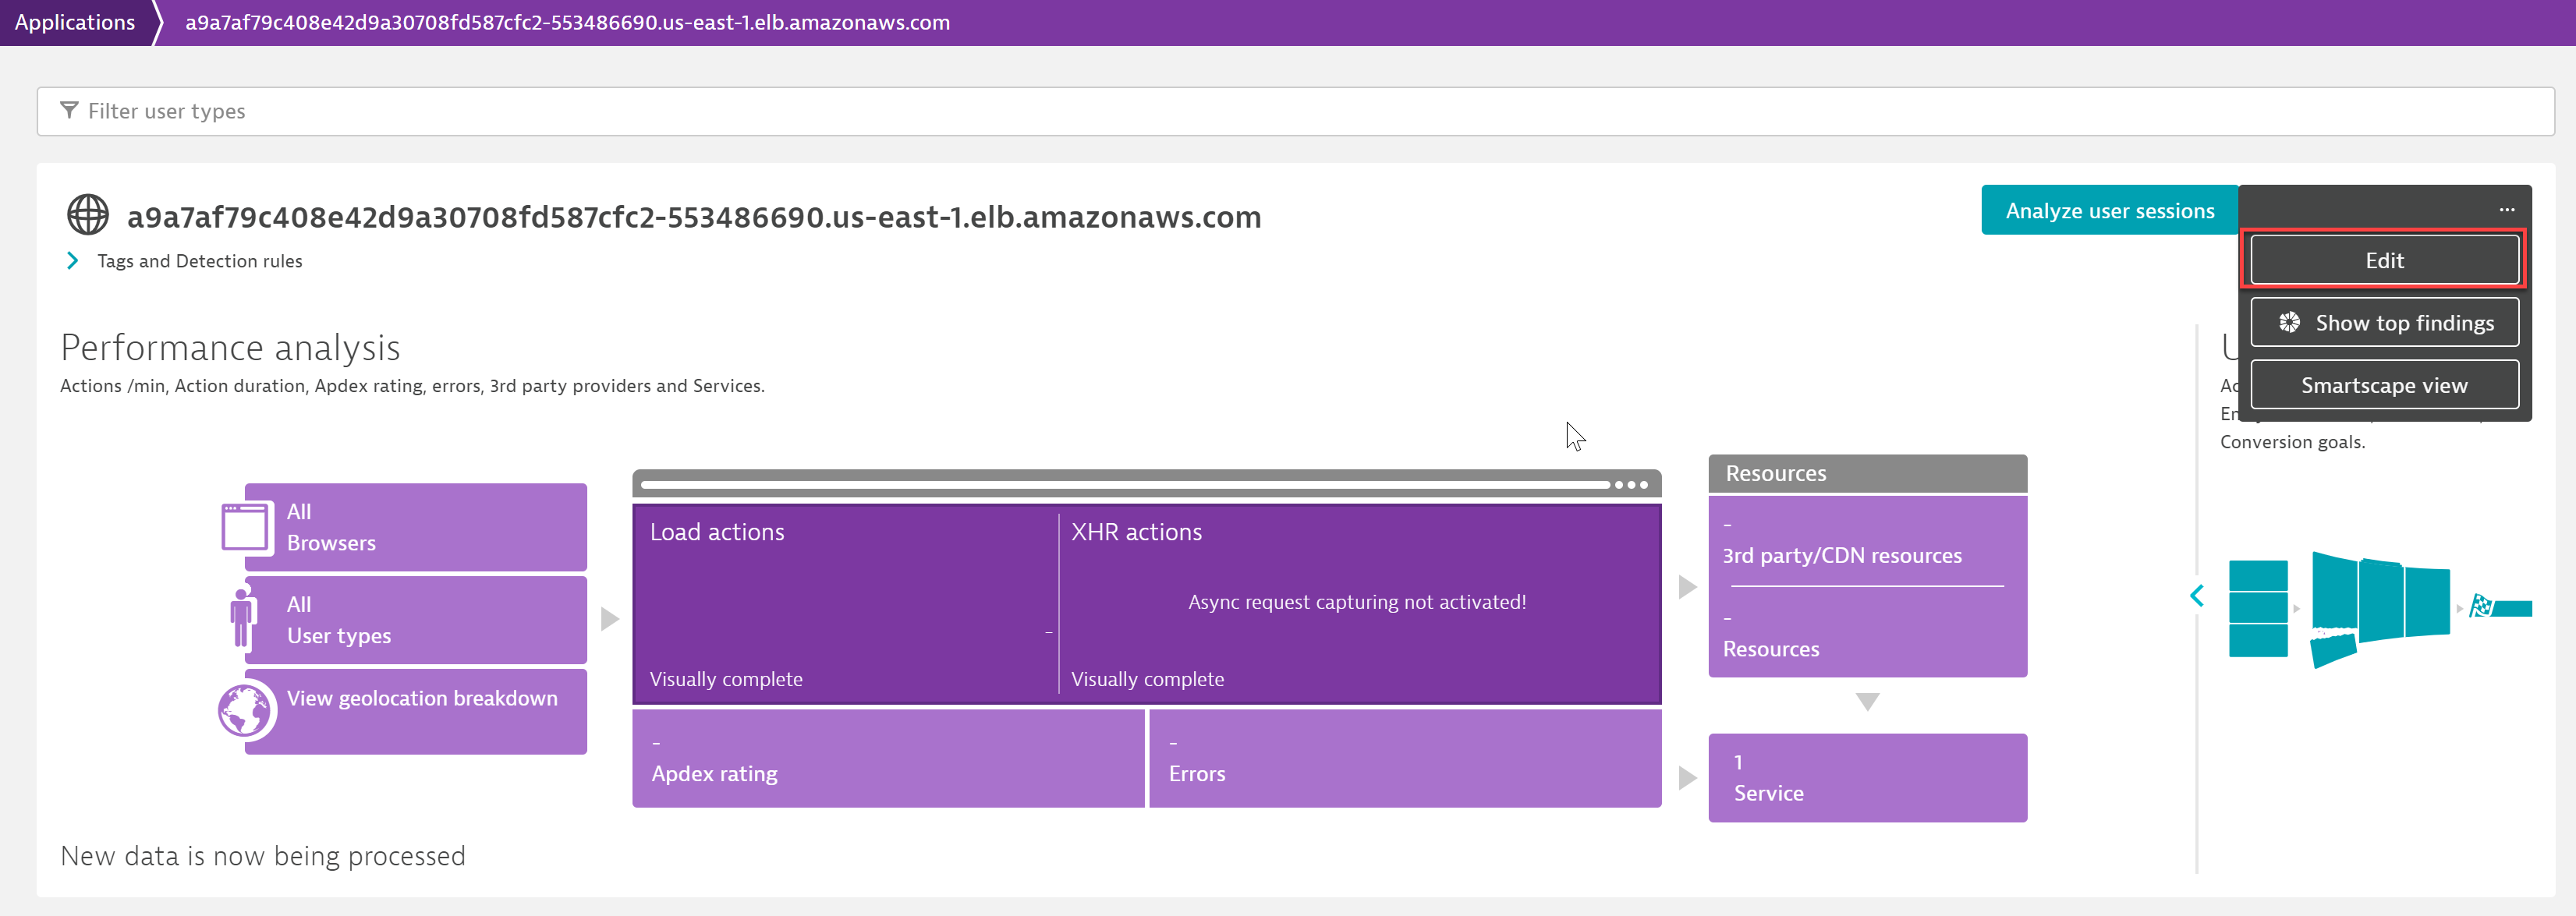 Applications
a9a7af79c408e42d9a30708fd587cfc2-553486690.us-east-1.elb.amazonaws.com
Filter user types
a9a7af79c408e42d9a30708fd587cfc2-553486690.us-east-1.elb.amazonaws.com
Analyze user sessions
...
Edit
Show top findings
Smartscape view
Tags and Detection rules
Performance analysis
Actions /min, Action duration, Apdex rating, errors, 3rd party providers and Services.
Conversion goals.
All
Browsers
All
User types
View geolocation breakdown
Load actions
-
Visually complete
XHR actions
Async request capturing not activated!
Visually complete
-
Apdex rating
-
Errors
Resources
-
3rd party/CDN resources
-
Resources
1
Service
New data is now being processed